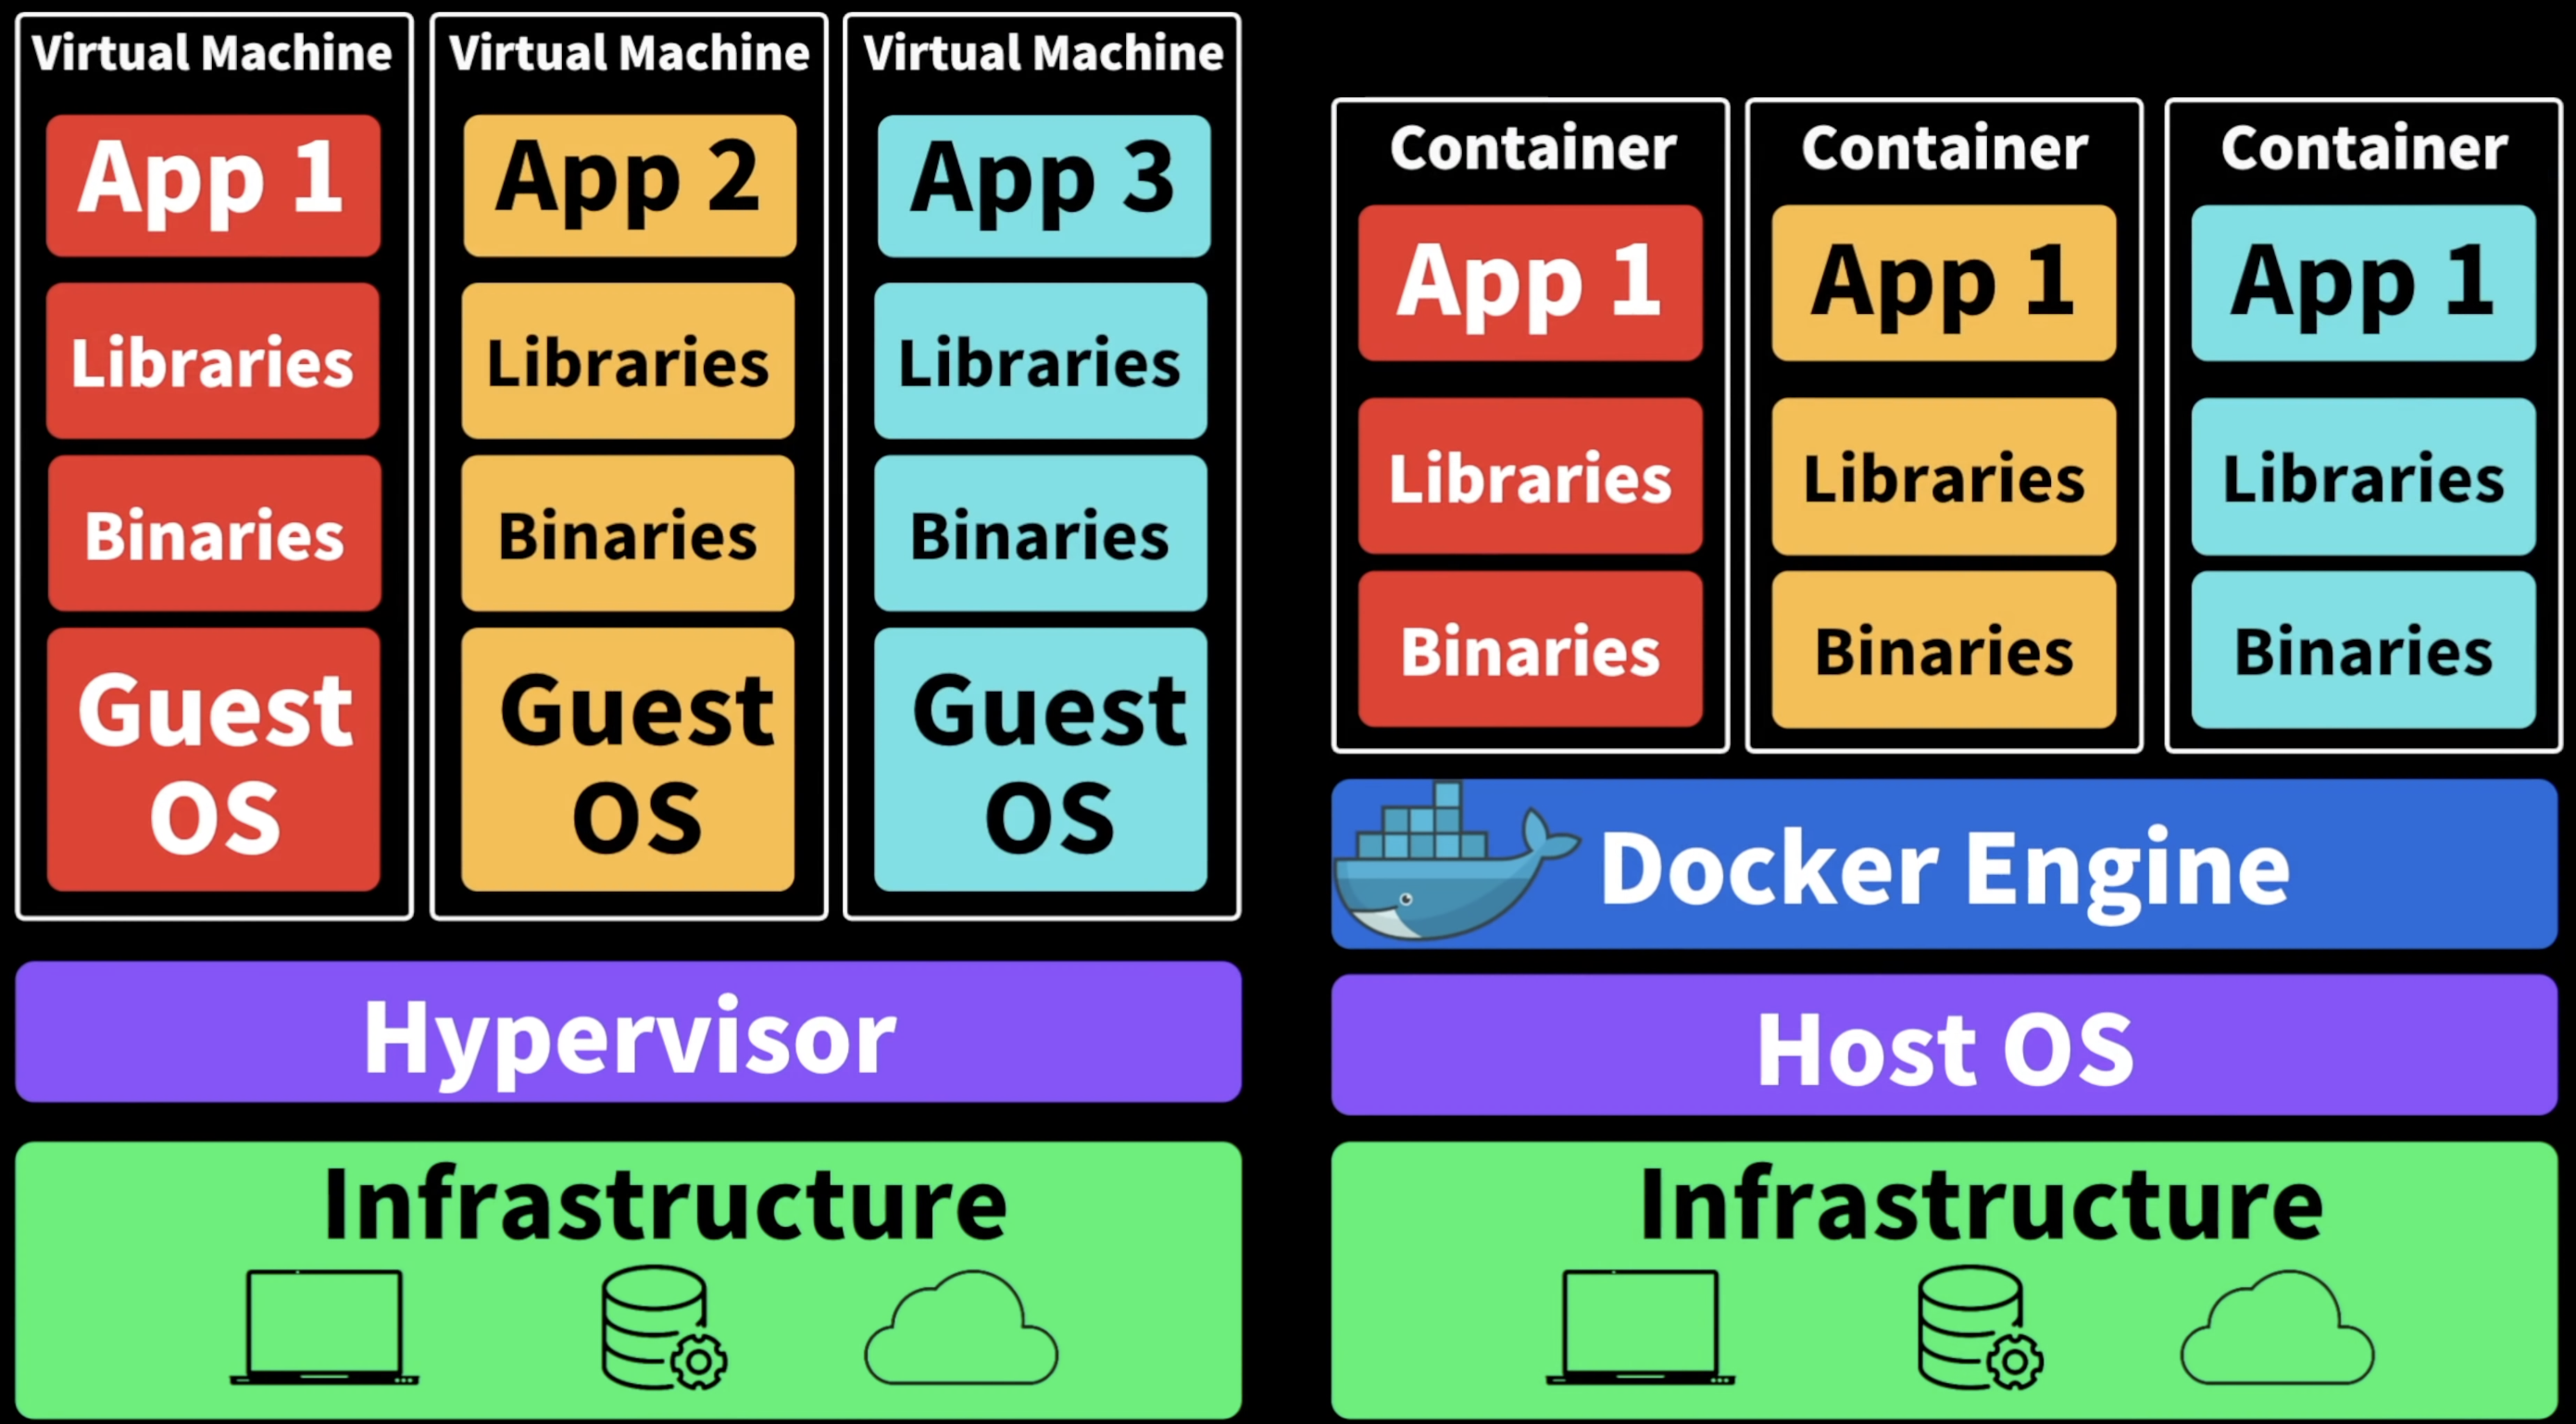 Virtual Machine
App 1
Libraries
Binaries
Guest
OS
Virtual Machine
App 2
Libraries
Binaries
Guest
OS
Virtual Machine
App 3
Libraries
Binaries
Guest
OS
Hypervisor
Infrastructure
Container
App 1
Libraries
Binaries
Container
App 1
Libraries
Binaries
Container
App 1
Libraries
Binaries
Docker Engine
Host OS
Infrastructure